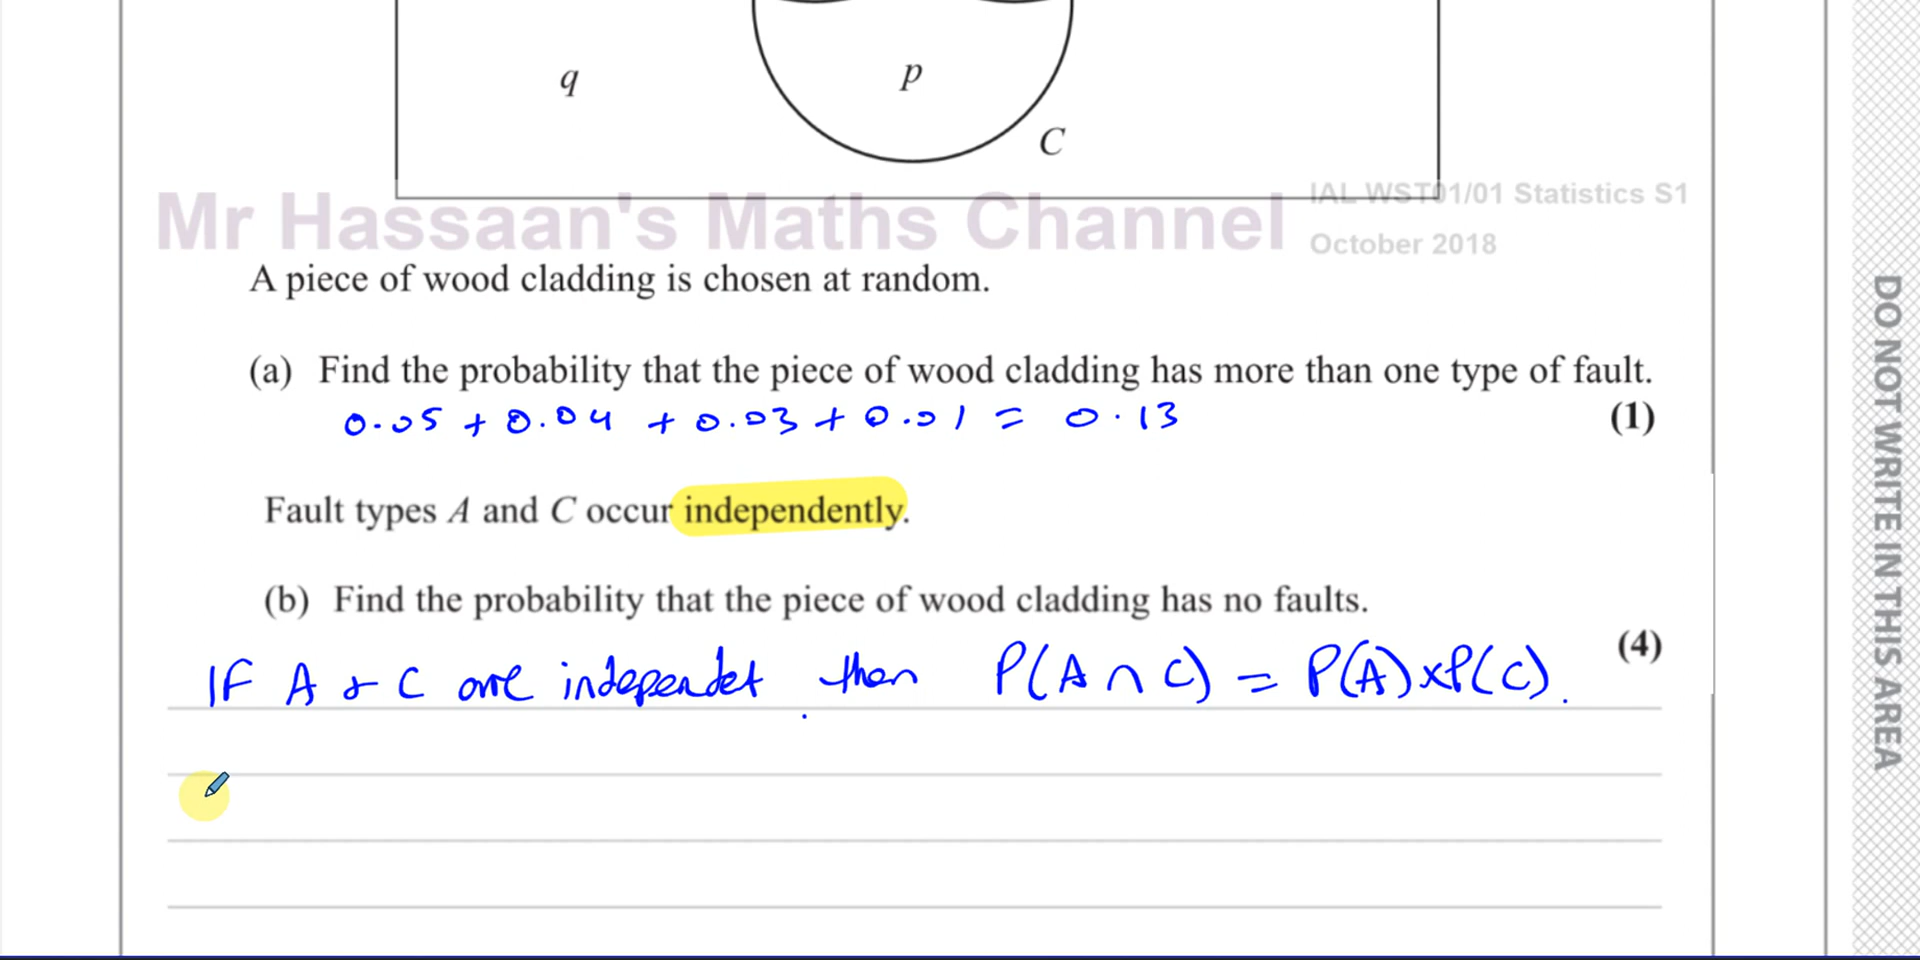 q
p
C
Mr Hassaan's Maths Channel
IAL WST01/01 Statistics S1
October 2018
A piece of wood cladding is chosen at random.
(a) Find the probability that the piece of wood cladding has more than one type of fault.
0.05 + 0.04 + 0.03 + 0.01 = 0.13
(1)
Fault types A and C occur independently.
(b) Find the probability that the piece of wood cladding has no faults.
(4)
IF A & C are independet then P(A ∩ C) = P(A)xP(C).
DO NOT WRITE IN THIS AREA